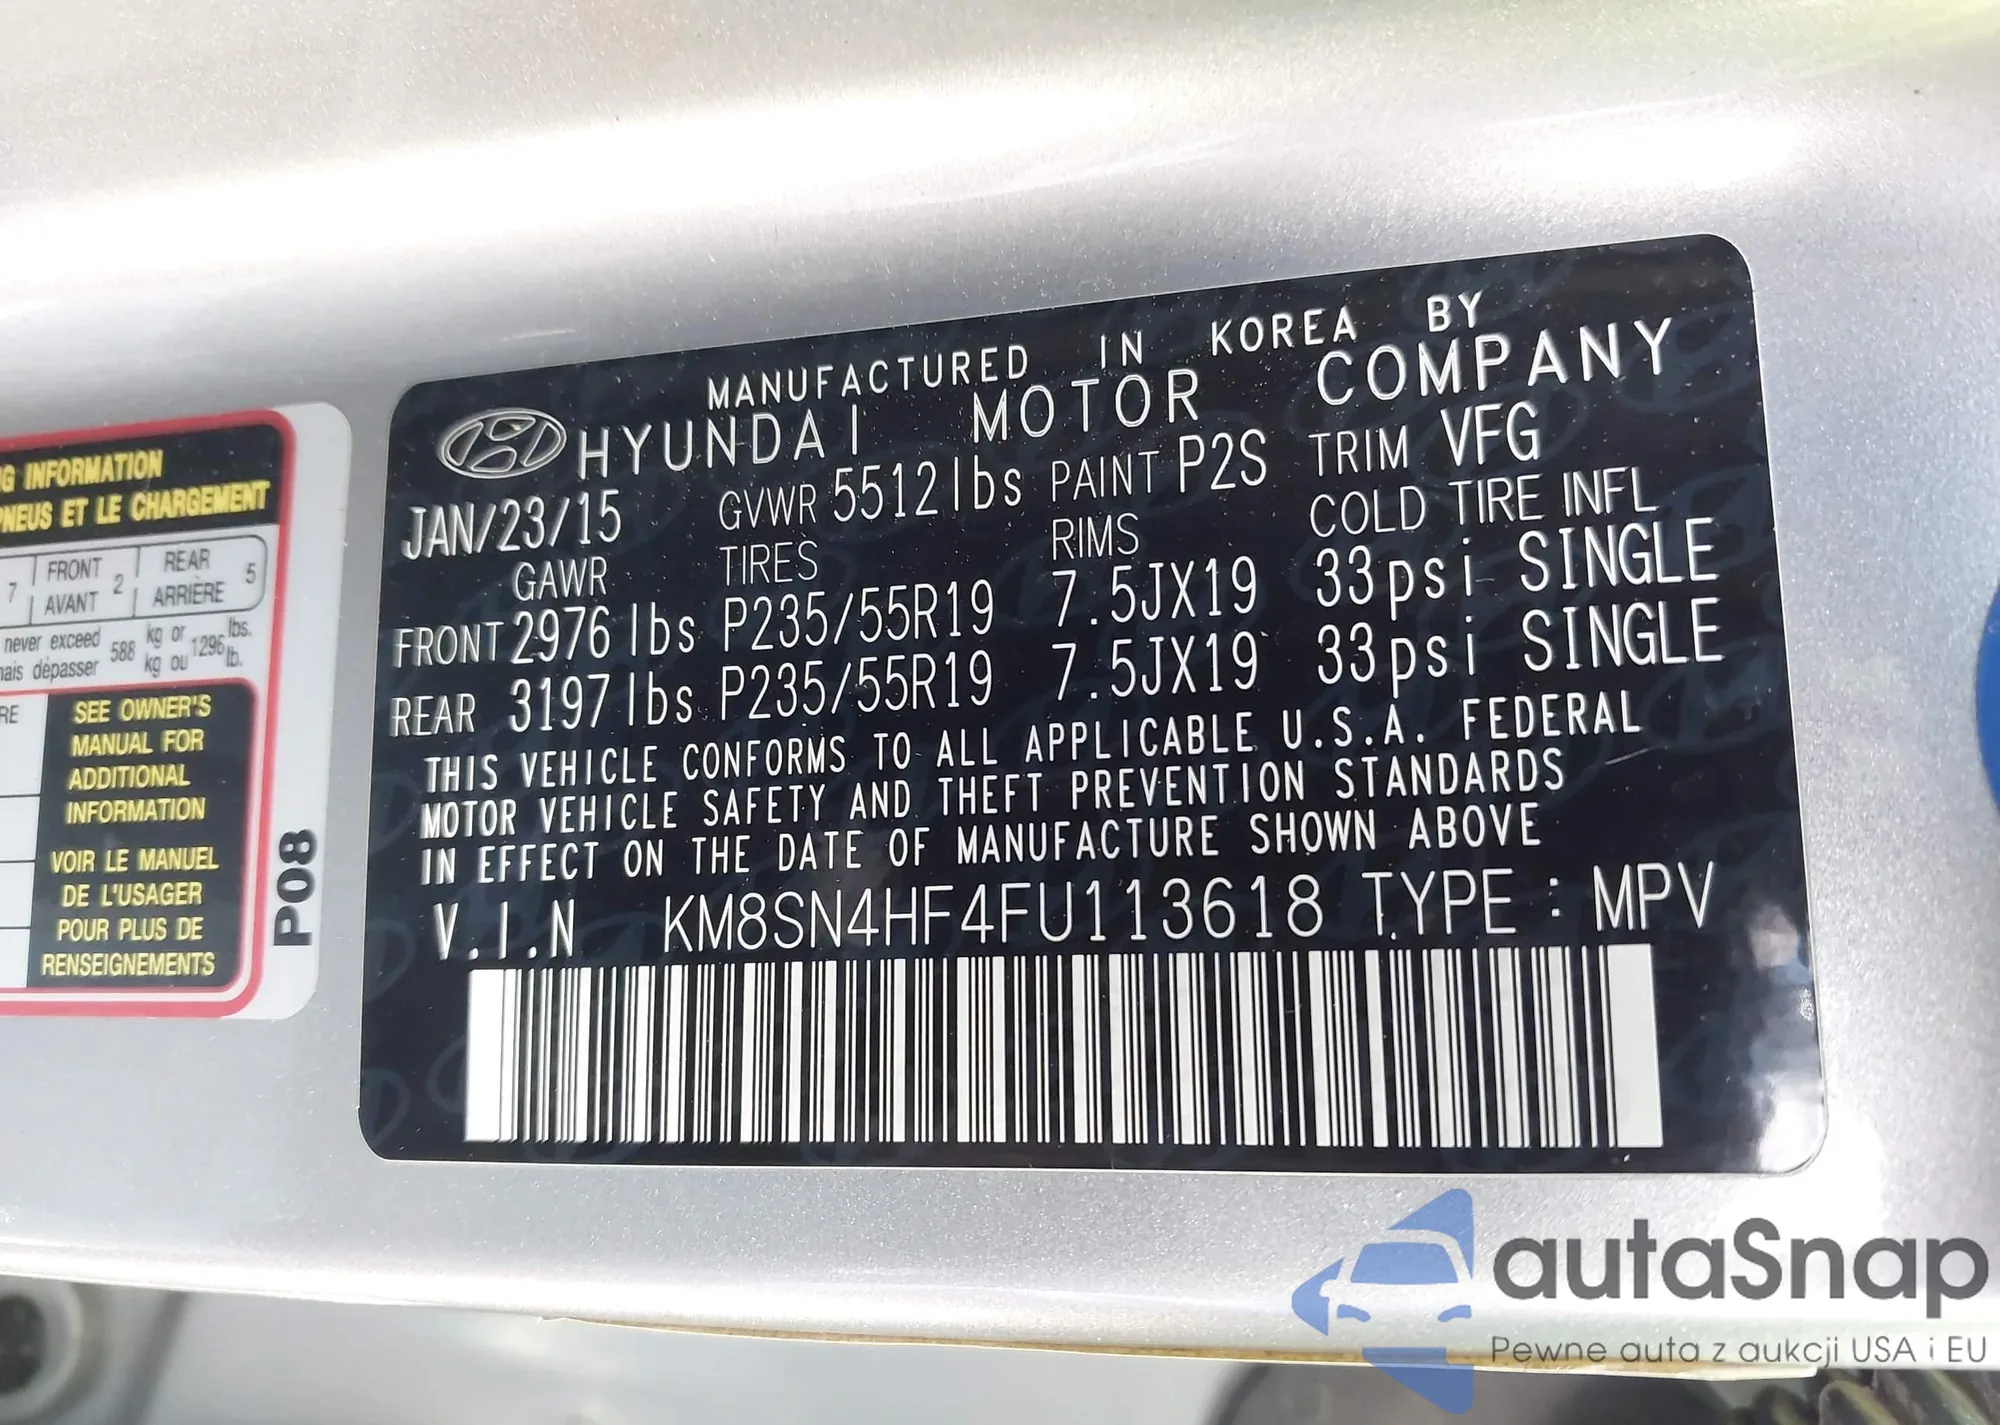 MANUFACTURED IN KOREA BY
HYUNDAI MOTOR COMPANY
JAN/23/15 GVWR 5512lbs PAINT P2S TRIM VFG
GAWR TIRES RIMS COLD TIRE INFL
FRONT 2976lbs P235/55R19 7.5JX19 33psi SINGLE
REAR 3197lbs P235/55R19 7.5JX19 33psi SINGLE
THIS VEHICLE CONFORMS TO ALL APPLICABLE U.S.A. FEDERAL
MOTOR VEHICLE SAFETY AND THEFT PREVENTION STANDARDS
IN EFFECT ON THE DATE OF MANUFACTURE SHOWN ABOVE
V.I.N KM8SN4HF4FU113618 TYPE : MPV
INFORMATION
PNEUS ET LE CHARGEMENT
7 FRONT 2 REAR 5
AVANT ARRIÈRE
never exceed 588 kg or 1296 lbs.
dépasser kg ou lb.
SEE OWNER'S
MANUAL FOR
ADDITIONAL
INFORMATION
VOIR LE MANUEL
DE L'USAGER
POUR PLUS DE
RENSEIGNEMENTS
P08
autaSnap
Pewne auta z aukcji USA i EU